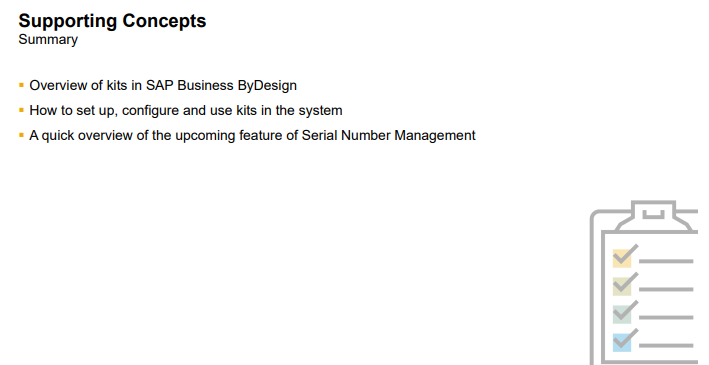 Supporting Concepts
Summary
▪ Overview of kits in SAP Business ByDesign
▪ How to set up, configure and use kits in the system
▪ A quick overview of the upcoming feature of Serial Number Management